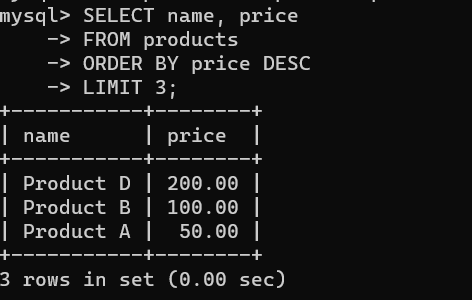 mysql> SELECT name, price
    -> FROM products
    -> ORDER BY price DESC
    -> LIMIT 3;
+-----------+--------+
| name      | price  |
+-----------+--------+
| Product D | 200.00 |
| Product B | 100.00 |
| Product A |  50.00 |
+-----------+--------+
3 rows in set (0.00 sec)